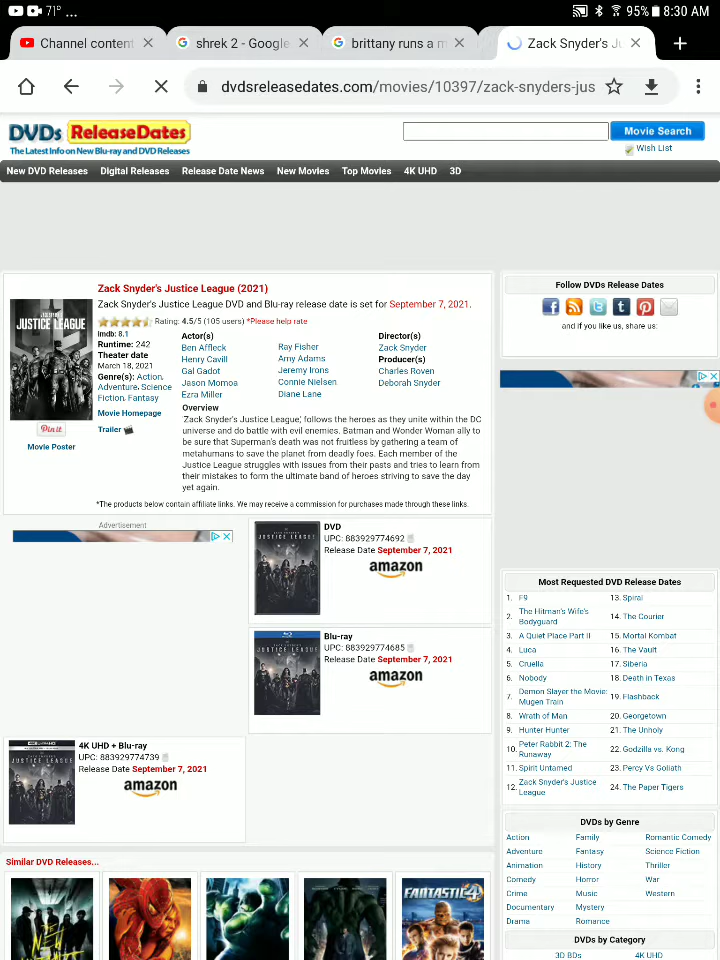 71° ...
95% 8:30 AM
Channel content
shrek 2 - Google
brittany runs a m
Zack Snyder's Ju
dvdsreleasedates.com/movies/10397/zack-snyders-jus
DVDs ReleaseDates
The Latest Info on New Blu-ray and DVD Releases
Movie Search
Wish List
New DVD Releases Digital Releases Release Date News New Movies Top Movies 4K UHD 3D
Zack Snyder's Justice League (2021)
Zack Snyder's Justice League DVD and Blu-ray release date is set for September 7, 2021.
JUSTICE LEAGUE
Rating: 4.5/5 (105 users) *Please help rate
Imdb: 8.1
Runtime: 242
Theater date
March 18, 2021
Genre(s): Action,
Adventure, Science
Fiction, Fantasy
Movie Homepage
Trailer
Pin it
Movie Poster
Actor(s)
Ben Affleck
Henry Cavill
Gal Gadot
Jason Momoa
Ezra Miller
Ray Fisher
Amy Adams
Jeremy Irons
Connie Nielsen
Diane Lane
Director(s)
Zack Snyder
Producer(s)
Charles Roven
Deborah Snyder
Overview
'Zack Snyder's Justice League,' follows the heroes as they unite within the DC
universe and do battle with evil enemies. Batman and Wonder Woman ally to
be sure that Superman's death was not fruitless by gathering a team of
metahumans to save the planet from deadly foes. Each member of the
Justice League struggles with issues from their pasts and tries to learn from
their mistakes to form the ultimate band of heroes striving to save the day
yet again.
*The products below contain affiliate links. We may receive a commission for purchases made through these links.
Advertisement
JUSTICE LEAGUE
DVD
UPC: 883929774692
Release Date September 7, 2021
amazon
JUSTICE LEAGUE
Blu-ray
UPC: 883929774685
Release Date September 7, 2021
amazon
JUSTICE LEAGUE
4K UHD + Blu-ray
UPC: 883929774739
Release Date September 7, 2021
amazon
Similar DVD Releases...
THE NEW
FANTASTIC 4
Follow DVDs Release Dates
and if you like us, share us:
Most Requested DVD Release Dates
1. F9
2. The Hitman's Wife's
Bodyguard
3. A Quiet Place Part II
4. Luca
5. Cruella
6. Nobody
7. Demon Slayer the Movie:
Mugen Train
8. Wrath of Man
9. Hunter Hunter
10. Peter Rabbit 2: The
Runaway
11. Spirit Untamed
12. Zack Snyder's Justice
League
13. Spiral
14. The Courier
15. Mortal Kombat
16. The Vault
17. Siberia
18. Death in Texas
19. Flashback
20. Georgetown
21. The Unholy
22. Godzilla vs. Kong
23. Percy Vs Goliath
24. The Paper Tigers
DVDs by Genre
Action Family Romantic Comedy
Adventure Fantasy Science Fiction
Animation History Thriller
Comedy Horror War
Crime Music Western
Documentary Mystery
Drama Romance
DVDs by Category
3D BDs 4K UHD